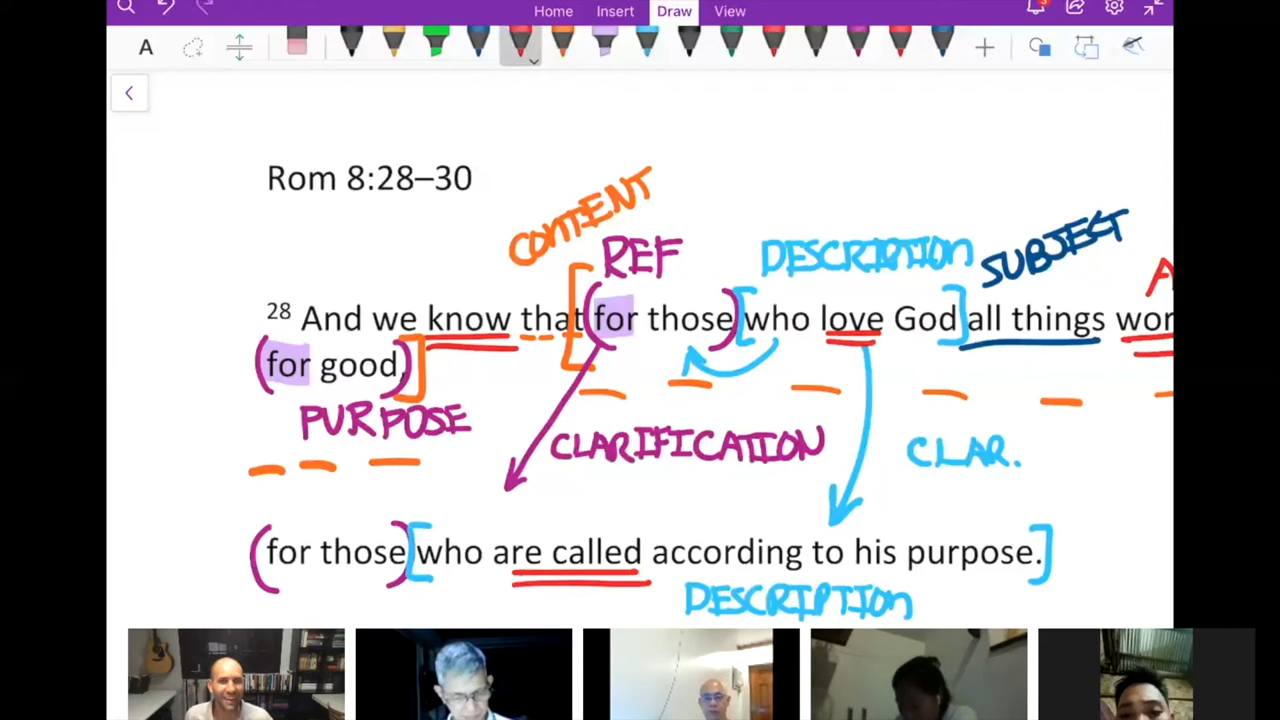 Home Insert Draw View
A
Rom 8:28–30
CONTENT
REF DESCRIPTION SUBJECT A
28 And we know that for those who love God all things wor
for good,
PURPOSE
CLARIFICATION CLAR.
for those who are called according to his purpose.
DESCRIPTION